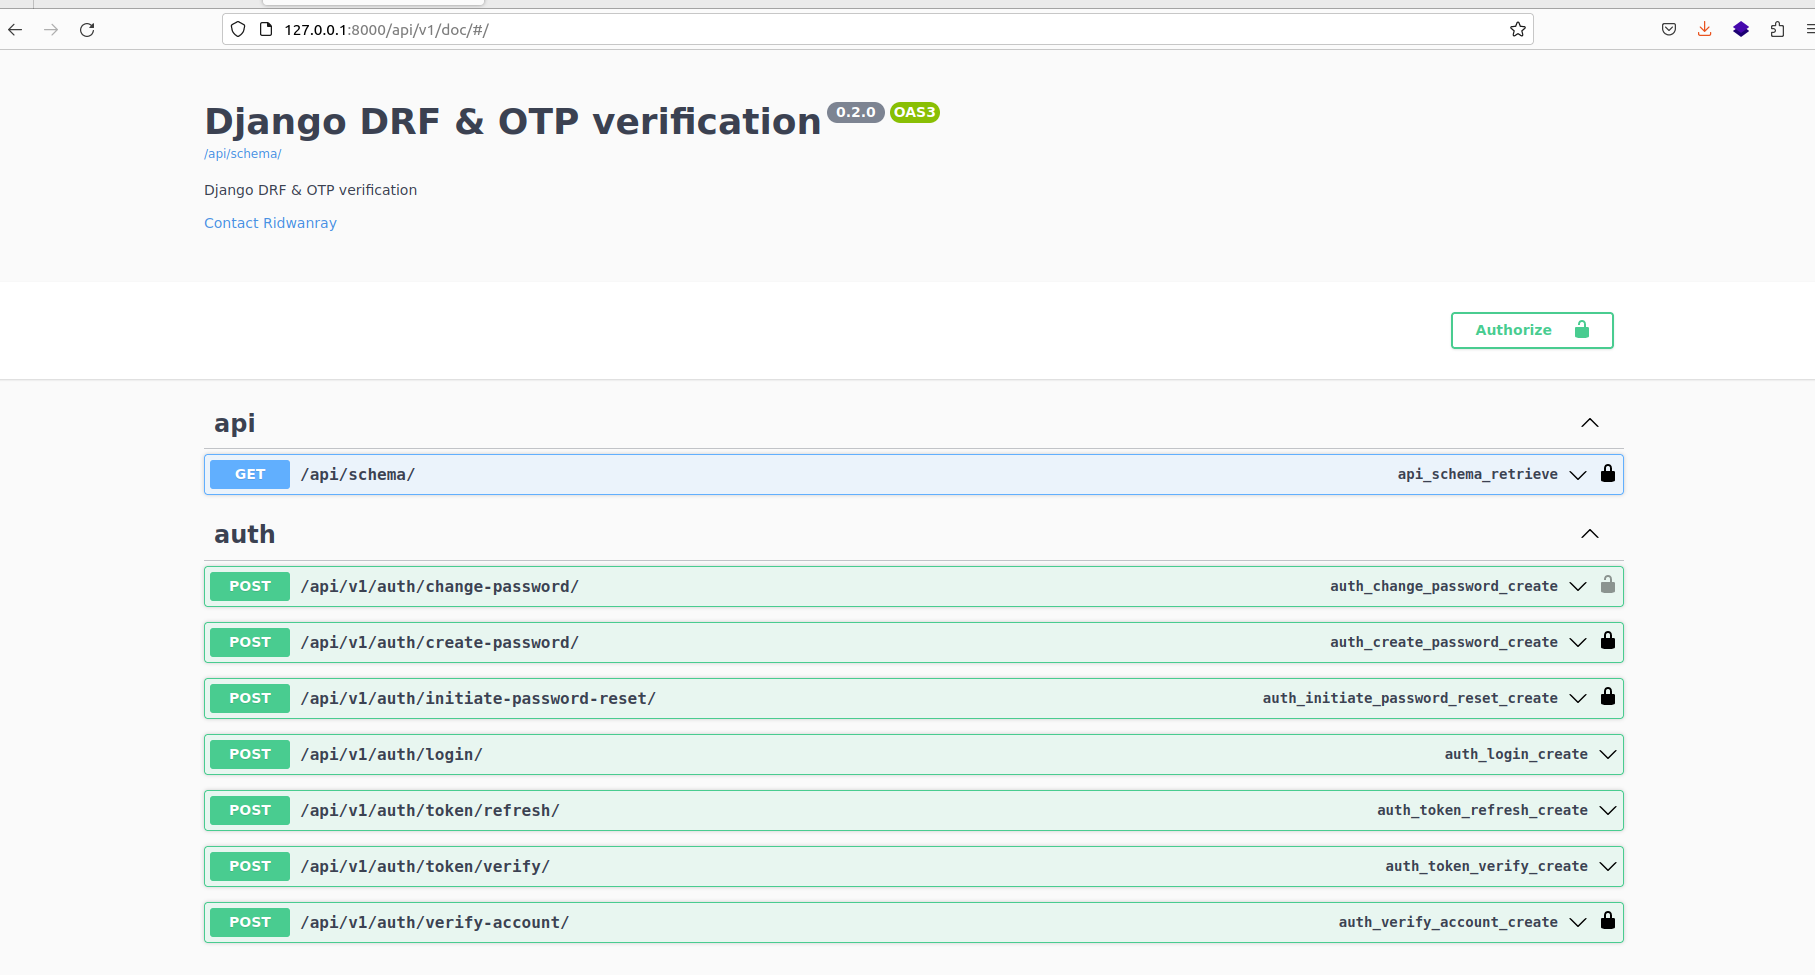 127.0.0.1:8000/api/v1/doc/#/
Django DRF & OTP verification 0.2.0 OAS3
/api/schema/
Django DRF & OTP verification
Contact Ridwanray
Authorize
api
GET /api/schema/ api_schema_retrieve
auth
POST /api/v1/auth/change-password/ auth_change_password_create
POST /api/v1/auth/create-password/ auth_create_password_create
POST /api/v1/auth/initiate-password-reset/ auth_initiate_password_reset_create
POST /api/v1/auth/login/ auth_login_create
POST /api/v1/auth/token/refresh/ auth_token_refresh_create
POST /api/v1/auth/token/verify/ auth_token_verify_create
POST /api/v1/auth/verify-account/ auth_verify_account_create